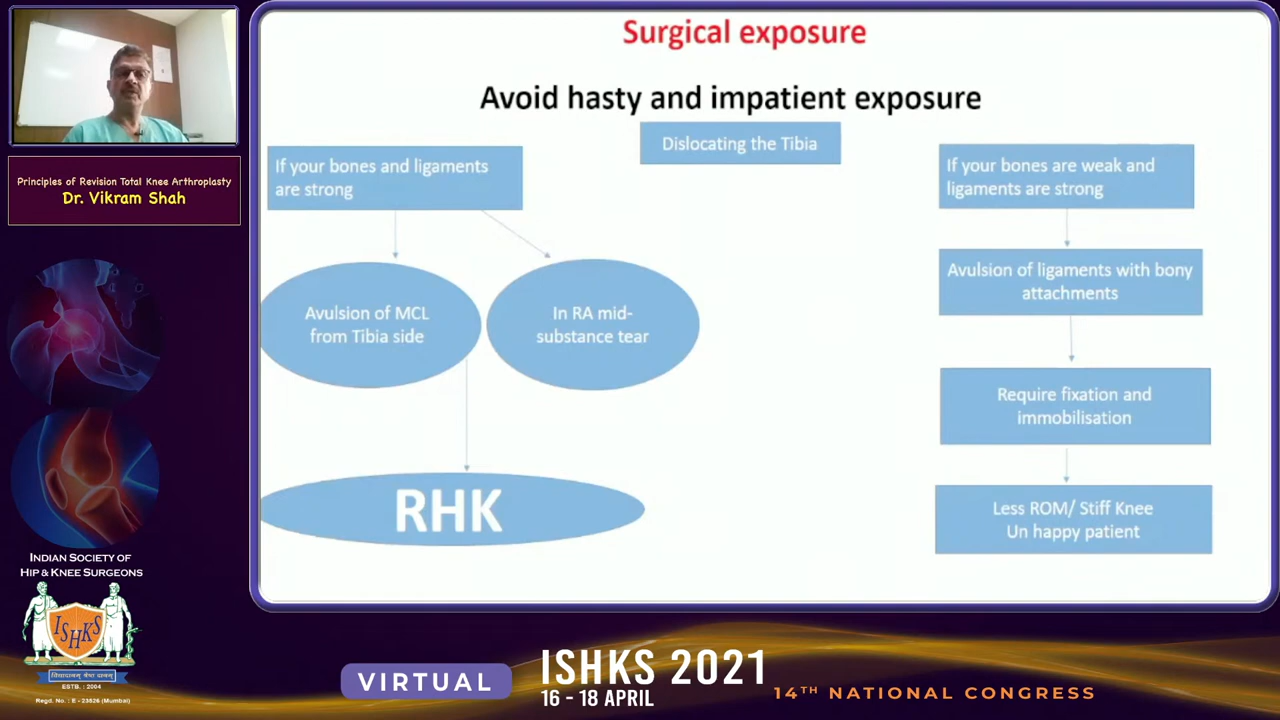 Surgical exposure
Avoid hasty and impatient exposure
Dislocating the Tibia
If your bones and ligaments
are strong
Avulsion of MCL
from Tibia side
In RA mid-
substance tear
RHK
If your bones are weak and
ligaments are strong
Avulsion of ligaments with bony
attachments
Require fixation and
immobilisation
Less ROM/ Stiff Knee
Un happy patient
Principles of Revision Total Knee Arthroplasty
Dr. Vikram Shah
INDIAN SOCIETY OF
HIP & KNEE SURGEONS
ISHKS
ESTB. : 2004
Regd. No. : E - 23526 (Mumbai)
VIRTUAL
ISHKS 2021
16 - 18 APRIL
14TH NATIONAL CONGRESS